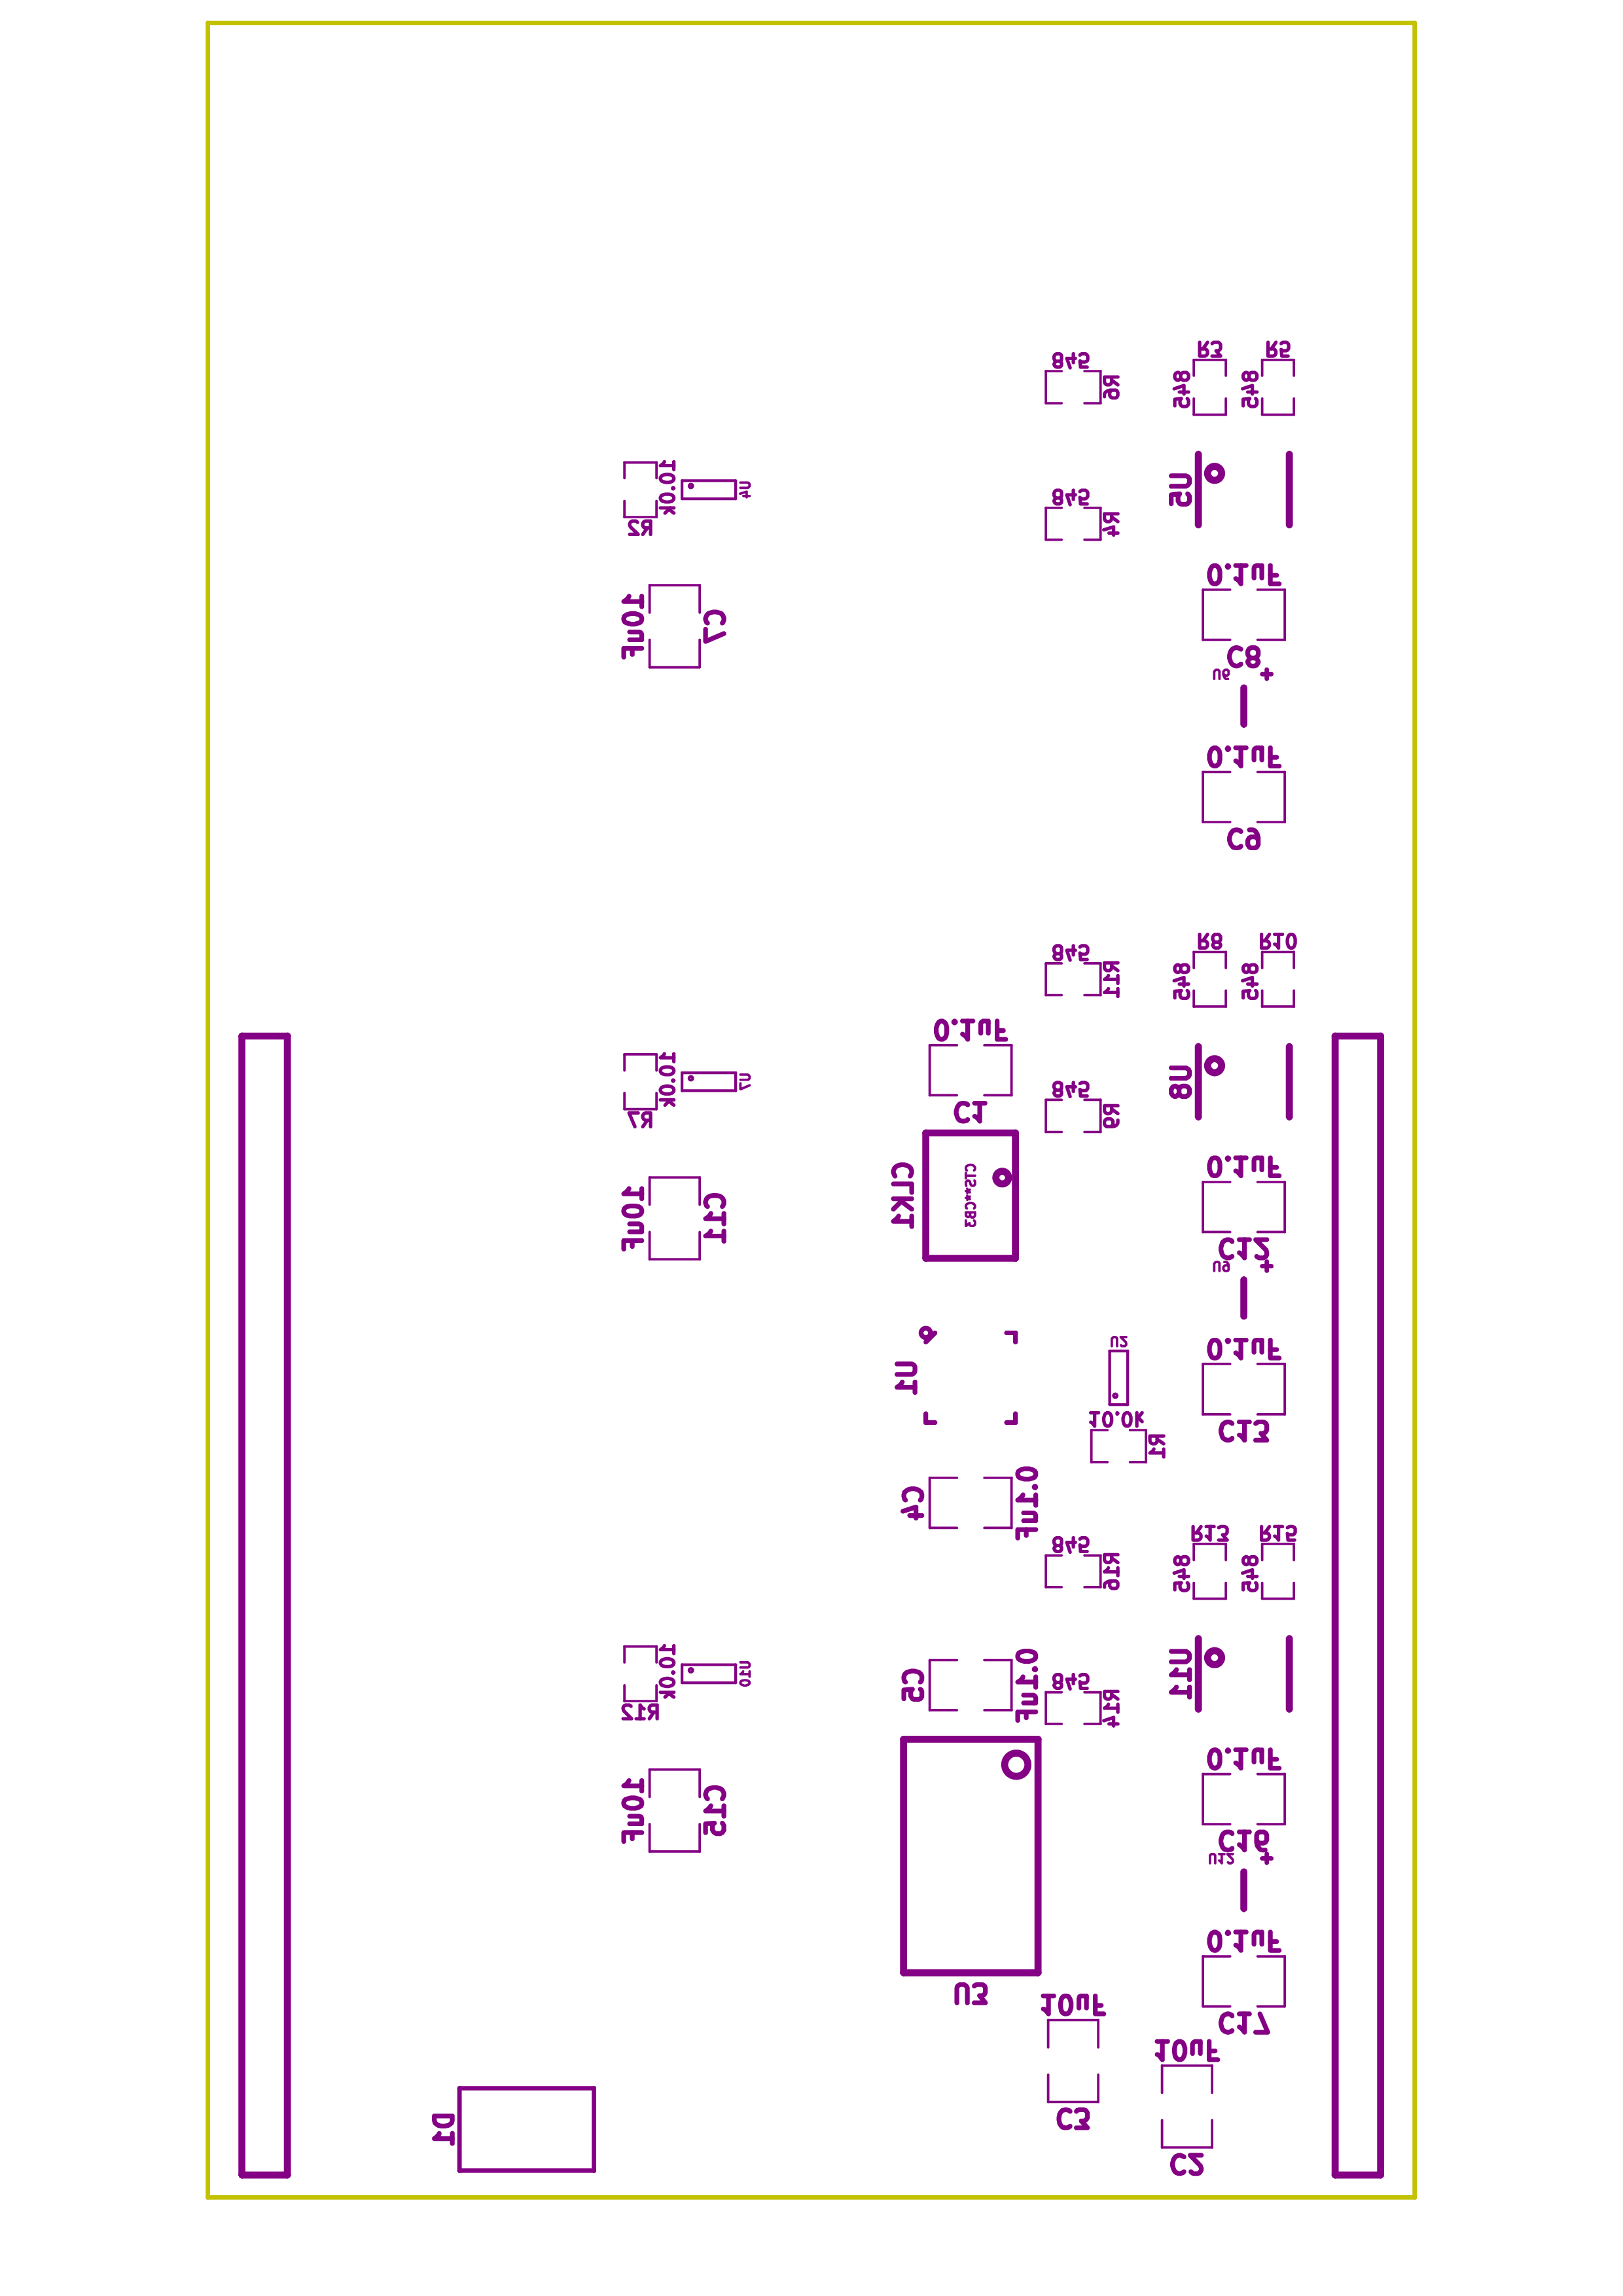 R3
R5
845
R6
845
845
10.0k
U4
R2
U5
845
R4
0.1uF
10uF
C7
C8
U6
+
0.1uF
C9
R8
R10
845
R11
845
845
0.1uF
10.0k
U7
R7
C1
845
R9
U8
0.1uF
10uF
C11
CLK1
CTS**CB3
C12
U9
+
U2
0.1uF
U1
10.0k
R1
C13
C4
0.1uF
R13
R15
845
R16
845
845
10.0k
U10
R12
C5
0.1uF
845
R14
U11
0.1uF
10uF
C15
C16
U12
+
0.1uF
U3
10uF
C17
10uF
C3
D1
C2